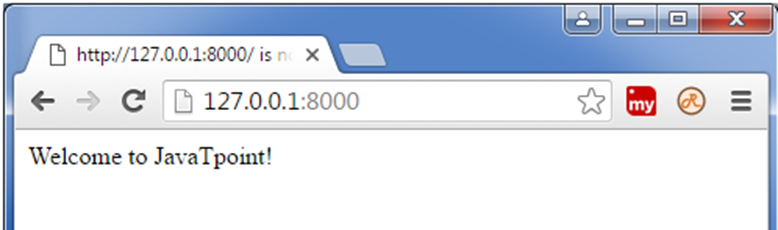 http://127.0.0.1:8000/ is
127.0.0.1:8000
my
R
Welcome to JavaTpoint!